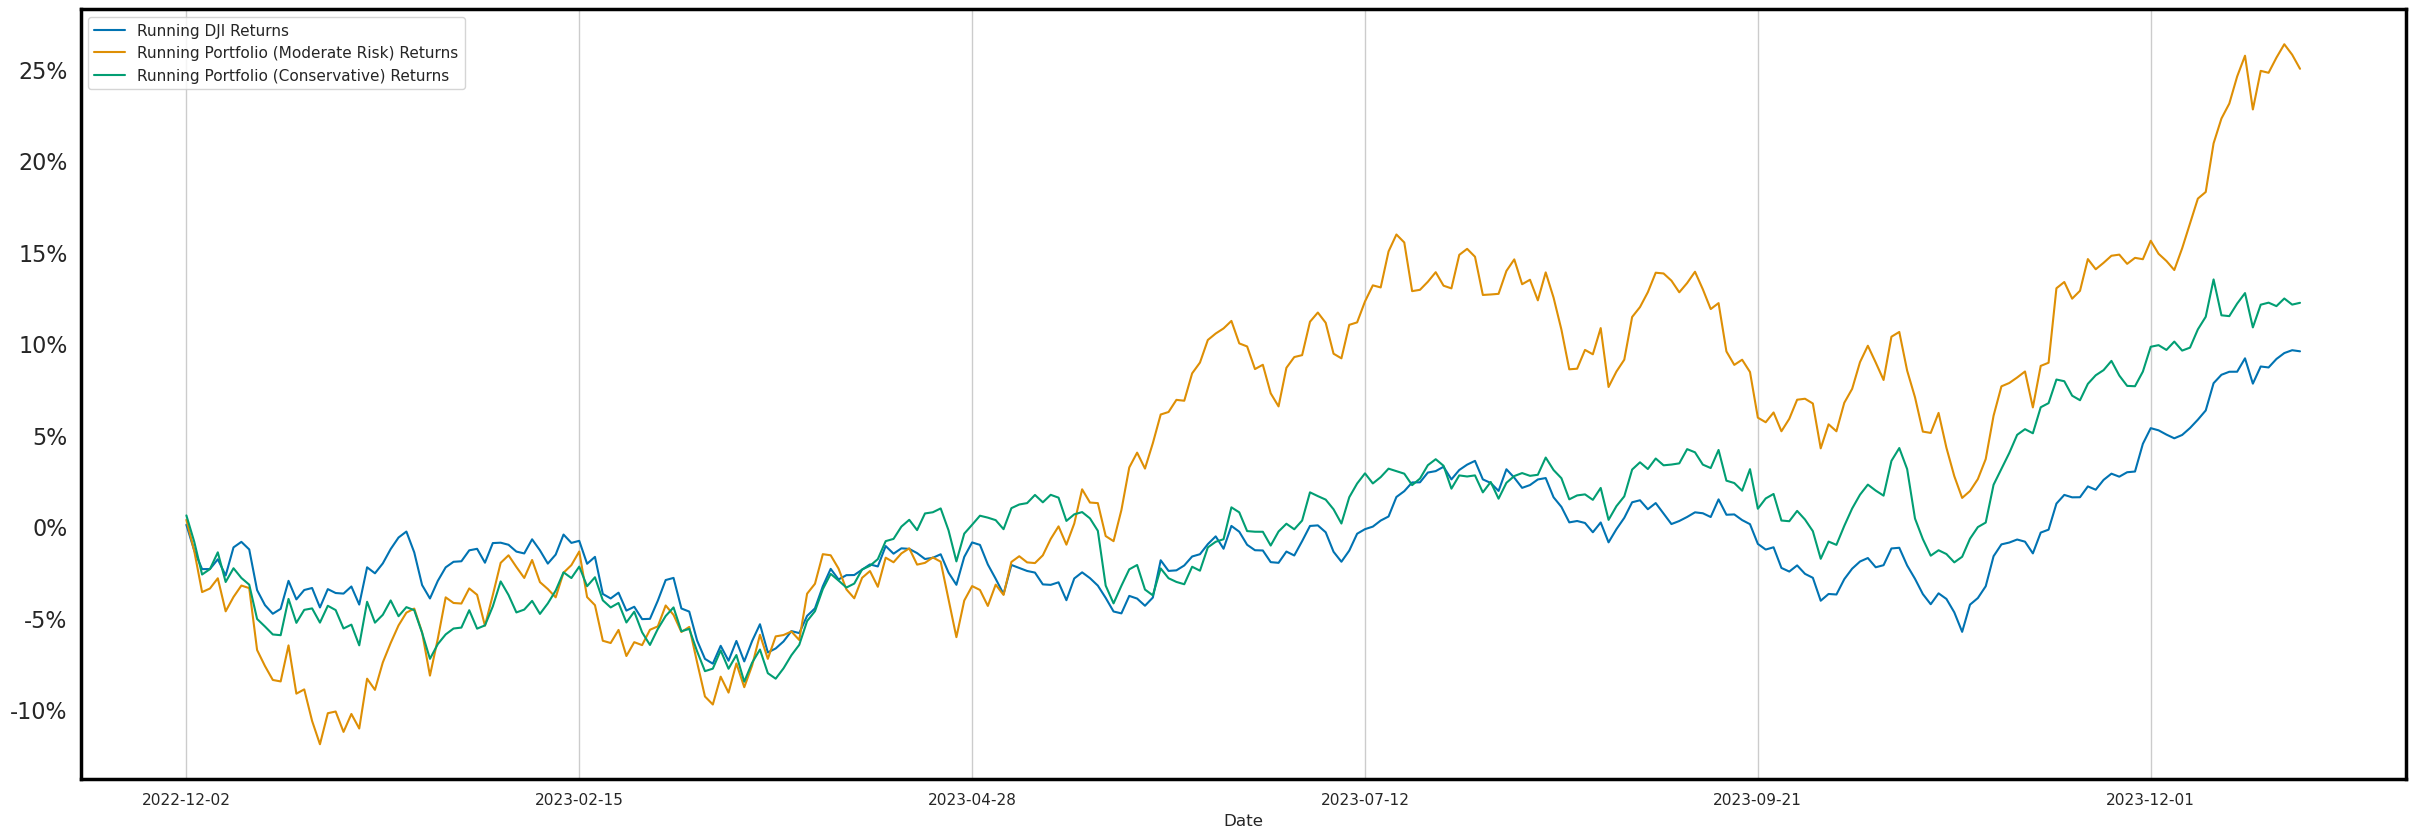 Running DJI Returns
Running Portfolio (Moderate Risk) Returns
Running Portfolio (Conservative) Returns
25%
20%
15%
10%
5%
0%
-5%
-10%
2022-12-02 2023-02-15 2023-04-28 2023-07-12 2023-09-21 2023-12-01
Date